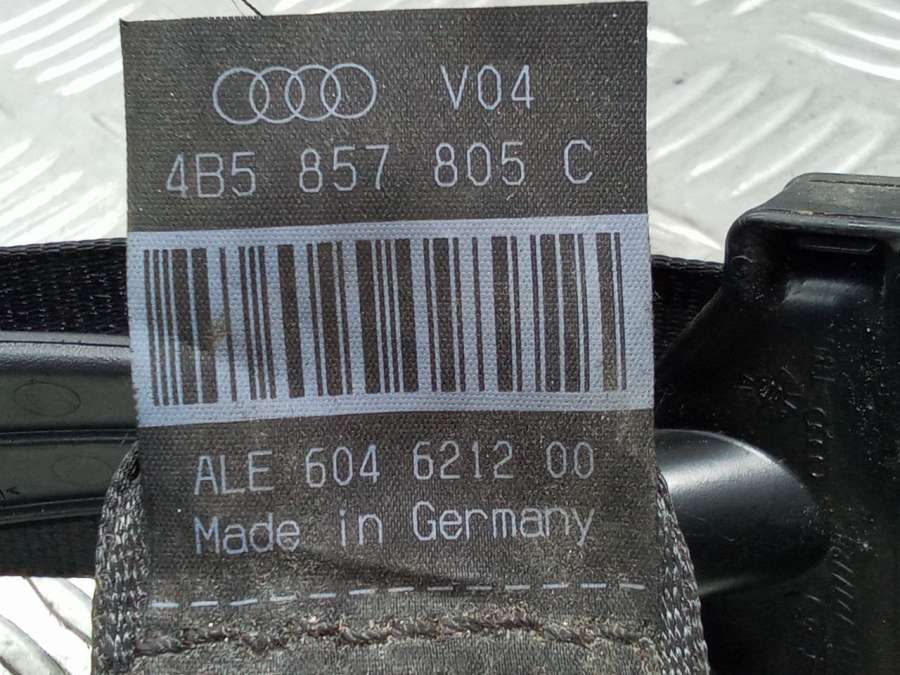 V04
4B5 857 805 C
ALE 604 6212 00
Made in Germany